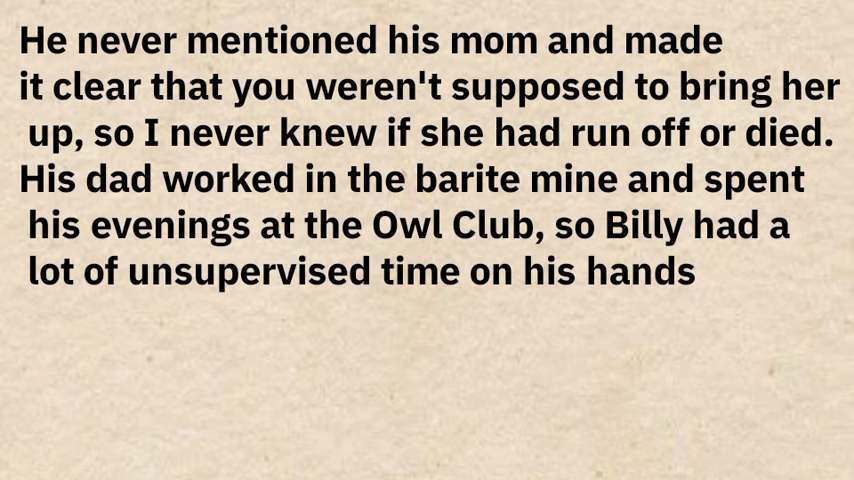 He never mentioned his mom and made
it clear that you weren't supposed to bring her
up, so I never knew if she had run off or died.
His dad worked in the barite mine and spent
his evenings at the Owl Club, so Billy had a
lot of unsupervised time on his hands